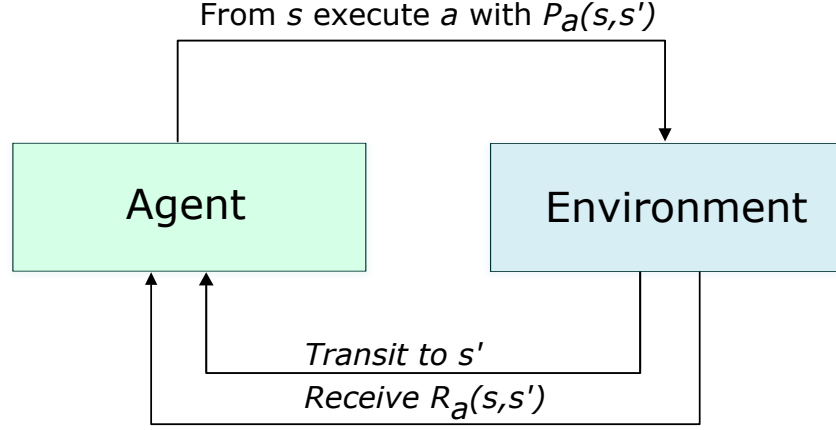 From s execute a with Pa(s,s')
Agent
Environment
Transit to s'
Receive Ra(s,s')